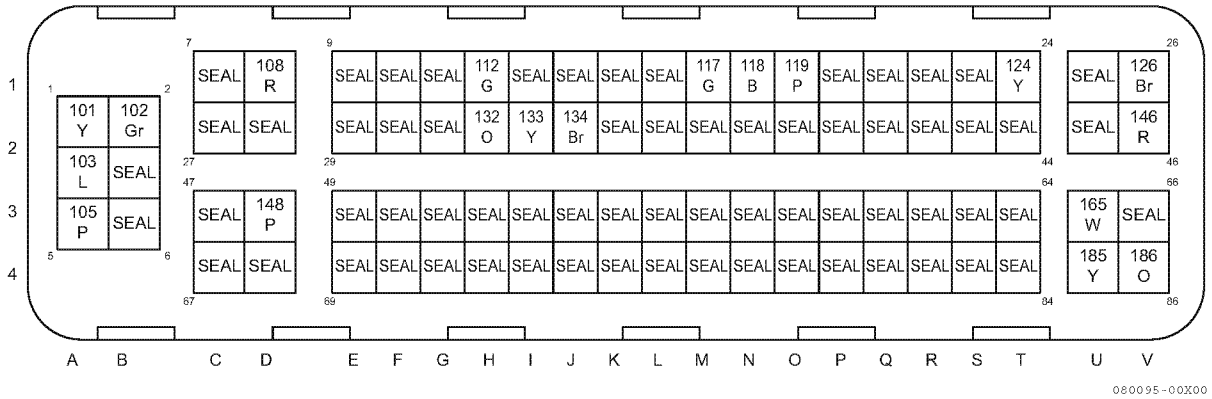 7 9 24 26
1 SEAL 108 R SEAL SEAL SEAL 112 G SEAL SEAL SEAL SEAL 117 G 118 B 119 P SEAL SEAL SEAL SEAL 124 Y SEAL 126 Br
1 2
101 Y 102 Gr
2 SEAL SEAL SEAL SEAL SEAL 132 O 133 Y 134 Br SEAL SEAL SEAL SEAL SEAL SEAL SEAL SEAL SEAL SEAL SEAL 146 R
103 L SEAL
27 29 44 46
47 49 64 66
105 P SEAL
3 SEAL 148 P SEAL SEAL SEAL SEAL SEAL SEAL SEAL SEAL SEAL SEAL SEAL SEAL SEAL SEAL SEAL SEAL 165 W SEAL
5 6
4 SEAL SEAL SEAL SEAL SEAL SEAL SEAL SEAL SEAL SEAL SEAL SEAL SEAL SEAL SEAL SEAL SEAL SEAL 185 Y 186 O
67 69 84 86
A B C D E F G H I J K L M N O P Q R S T U V
080095-00X00